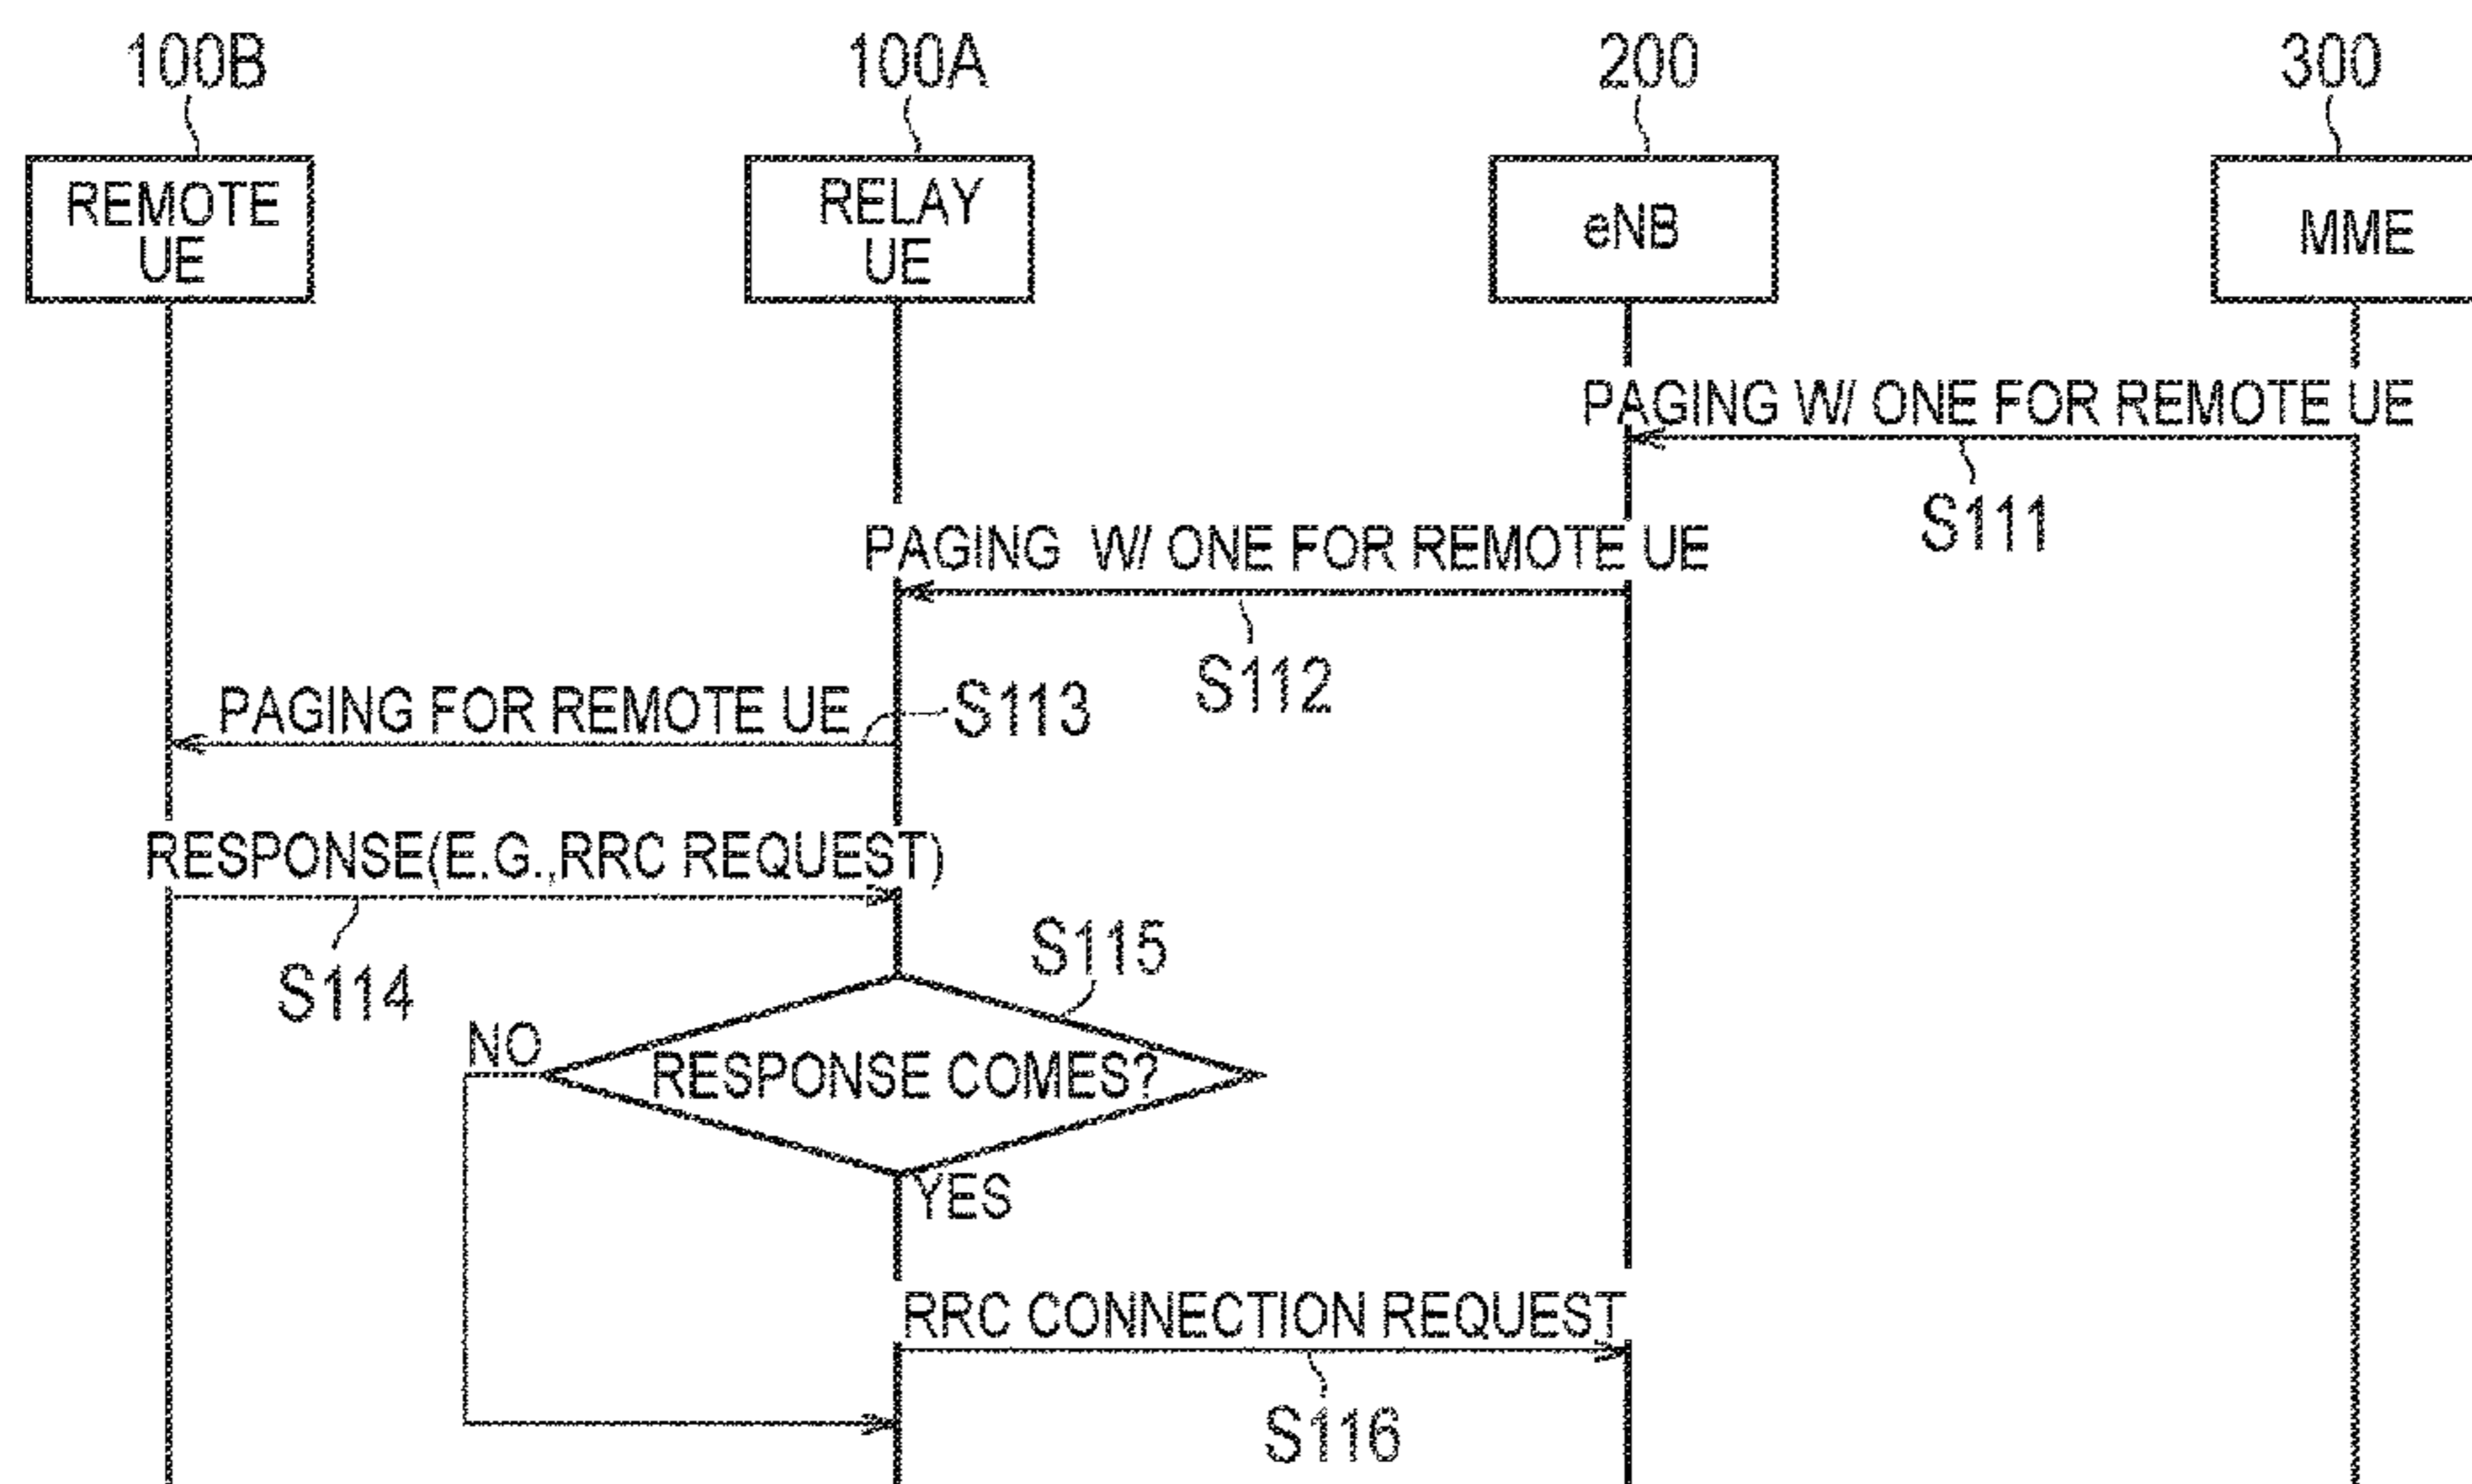 100B
100A
200
300
REMOTE
UE
RELAY
UE
eNB
MME
PAGING W/ ONE FOR REMOTE UE
S111
PAGING W/ ONE FOR REMOTE UE
S112
PAGING FOR REMOTE UE
S113
RESPONSE(E.G.,RRC REQUEST)
S114
S115
NO
RESPONSE COMES?
YES
RRC CONNECTION REQUEST
S116